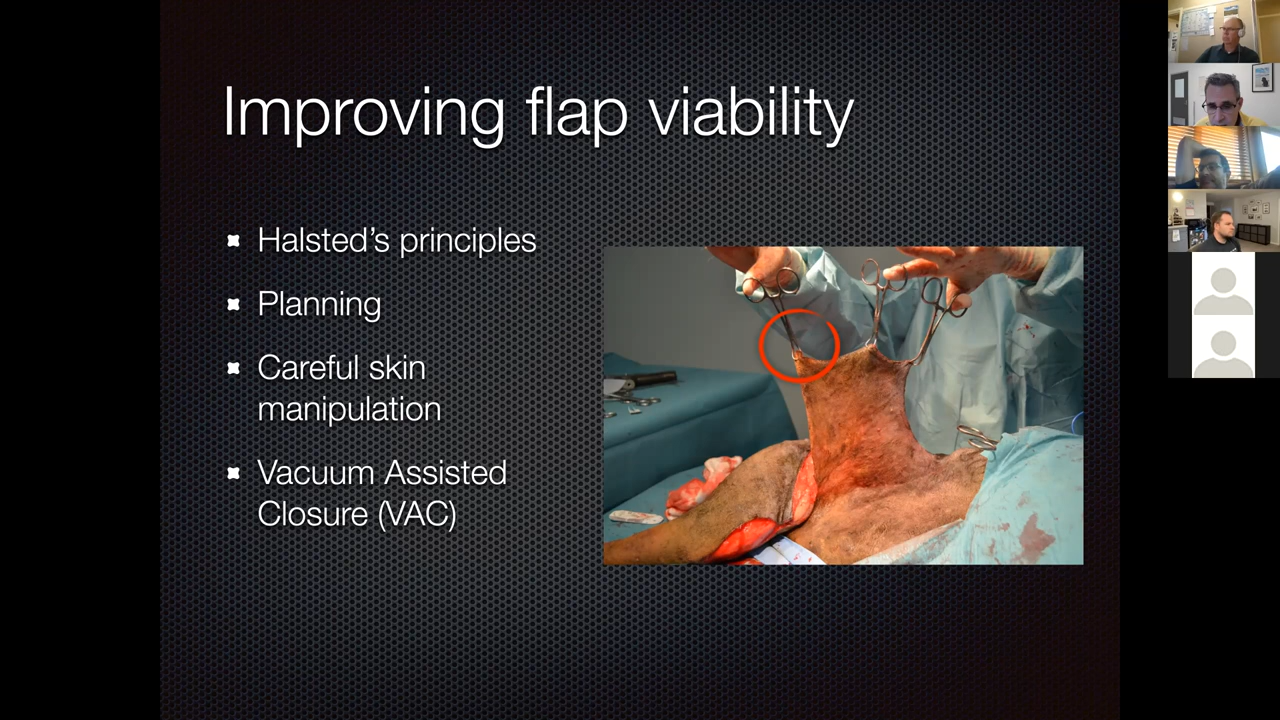 Improving flap viability
Halsted's principles
Planning
Careful skin
manipulation
Vacuum Assisted
Closure (VAC)